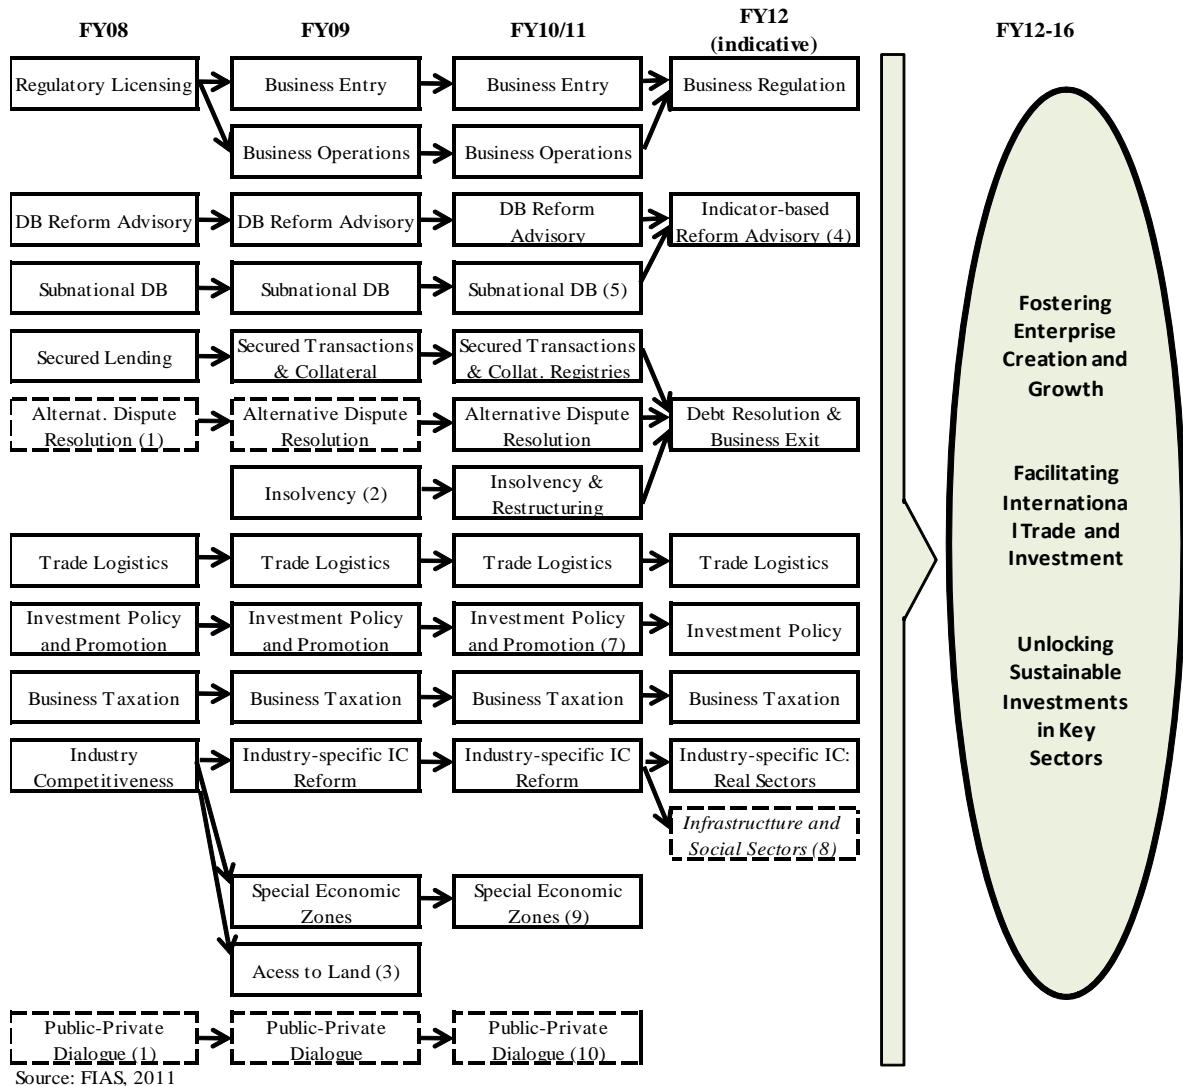 FY08
FY09
FY10/11
FY12
(indicative)
FY12-16
Regulatory Licensing
Business Entry
Business Entry
Business Regulation
Business Operations
Business Operations
DB Reform Advisory
DB Reform Advisory
DB Reform
Advisory
Indicator-based
Reform Advisory (4)
Subnational DB
Subnational DB
Subnational DB (5)
Secured Lending
Secured Transactions
& Collateral
Secured Transactions
& Collat. Registries
Alternat. Dispute
Resolution (1)
Alternative Dispute
Resolution
Alternative Dispute
Resolution
Debt Resolution &
Business Exit
Insolvency (2)
Insolvency &
Restructuring
Trade Logistics
Trade Logistics
Trade Logistics
Trade Logistics
Investment Policy
and Promotion
Investment Policy
and Promotion
Investment Policy
and Promotion (7)
Investment Policy
Business Taxation
Business Taxation
Business Taxation
Business Taxation
Industry
Competitiveness
Industry-specific IC
Reform
Industry-specific IC
Reform
Industry-specific IC:
Real Sectors
Infrastructture and
Social Sectors (8)
Special Economic
Zones
Special Economic
Zones (9)
Acess to Land (3)
Public-Private
Dialogue (1)
Public-Private
Dialogue
Public-Private
Dialogue (10)
Fostering
Enterprise
Creation and
Growth
Facilitating
Internationa
l Trade and
Investment
Unlocking
Sustainable
Investments
in Key
Sectors
Source: FIAS, 2011